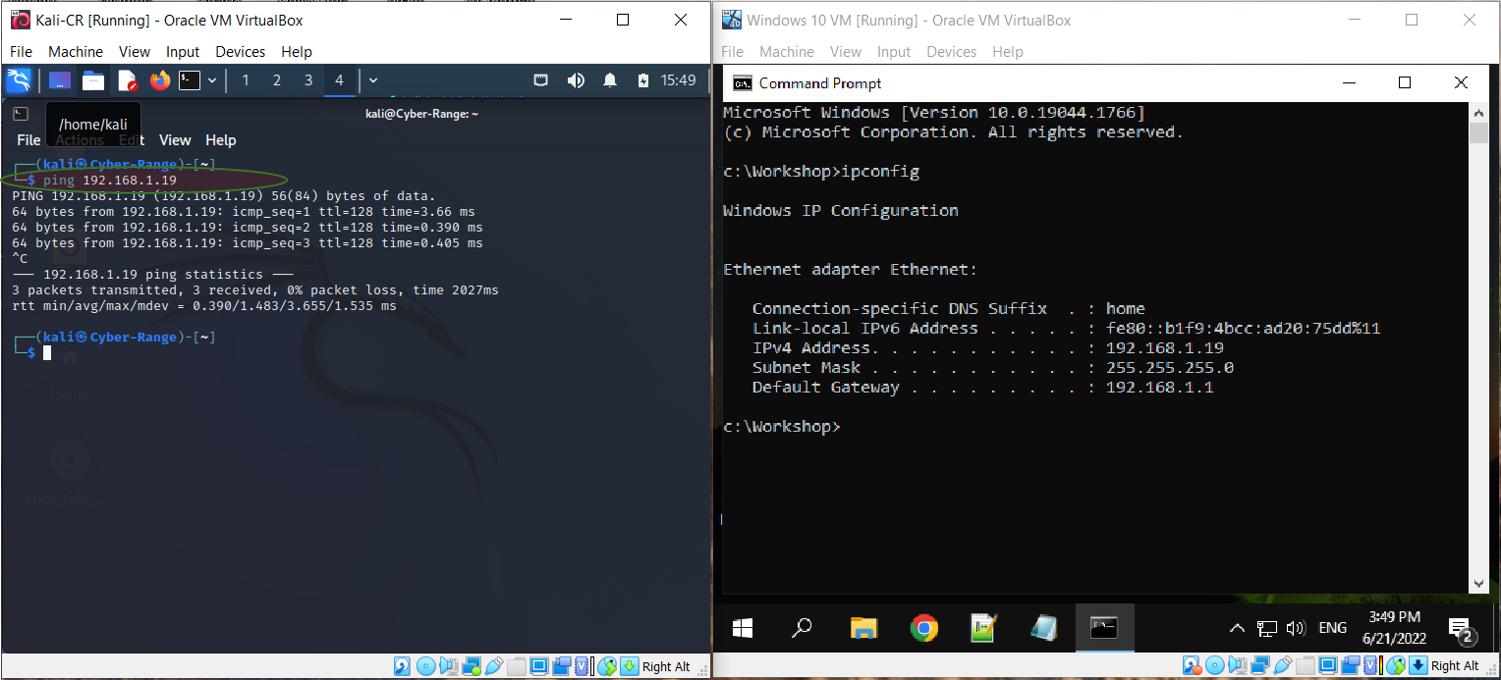 Kali-CR [Running] - Oracle VM VirtualBox
File Machine View Input Devices Help
1 2 3 4 15:49
kali@Cyber-Range: ~
/home/kali
File Actions Edit View Help
┌──(kali㉿Cyber-Range)-[~]
└─$ ping 192.168.1.19
PING 192.168.1.19 (192.168.1.19) 56(84) bytes of data.
64 bytes from 192.168.1.19: icmp_seq=1 ttl=128 time=3.66 ms
64 bytes from 192.168.1.19: icmp_seq=2 ttl=128 time=0.390 ms
64 bytes from 192.168.1.19: icmp_seq=3 ttl=128 time=0.405 ms
^C
─── 192.168.1.19 ping statistics ───
3 packets transmitted, 3 received, 0% packet loss, time 2027ms
rtt min/avg/max/mdev = 0.390/1.483/3.655/1.535 ms
┌──(kali㉿Cyber-Range)-[~]
└─$
Home
VBox_GAs_...
Right Alt
Windows 10 VM [Running] - Oracle VM VirtualBox
File Machine View Input Devices Help
Command Prompt
Microsoft Windows [Version 10.0.19044.1766]
(c) Microsoft Corporation. All rights reserved.
c:\Workshop>ipconfig
Windows IP Configuration
Ethernet adapter Ethernet:
Connection-specific DNS Suffix . : home
Link-local IPv6 Address . . . . . : fe80::b1f9:4bcc:ad20:75dd%11
IPv4 Address. . . . . . . . . . . : 192.168.1.19
Subnet Mask . . . . . . . . . . . : 255.255.255.0
Default Gateway . . . . . . . . . : 192.168.1.1
c:\Workshop>
ENG
3:49 PM
6/21/2022
2
Right Alt